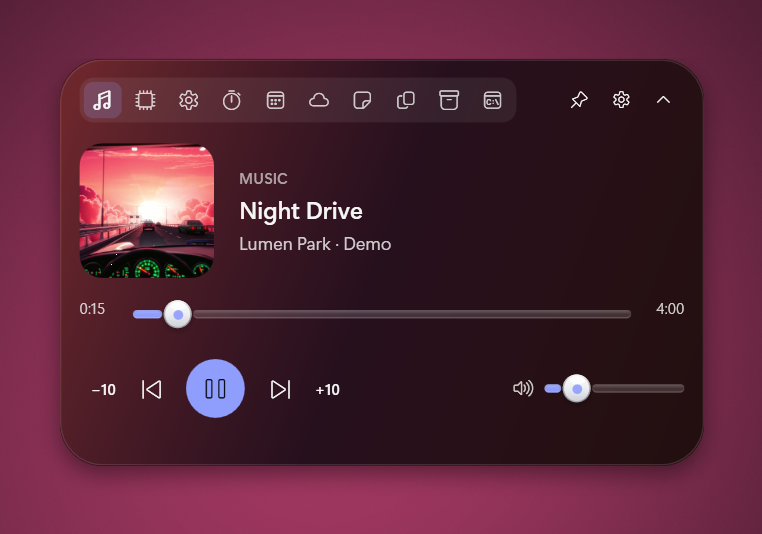 C:\
MUSIC
Night Drive
Lumen Park · Demo
0:15
4:00
–10
+10